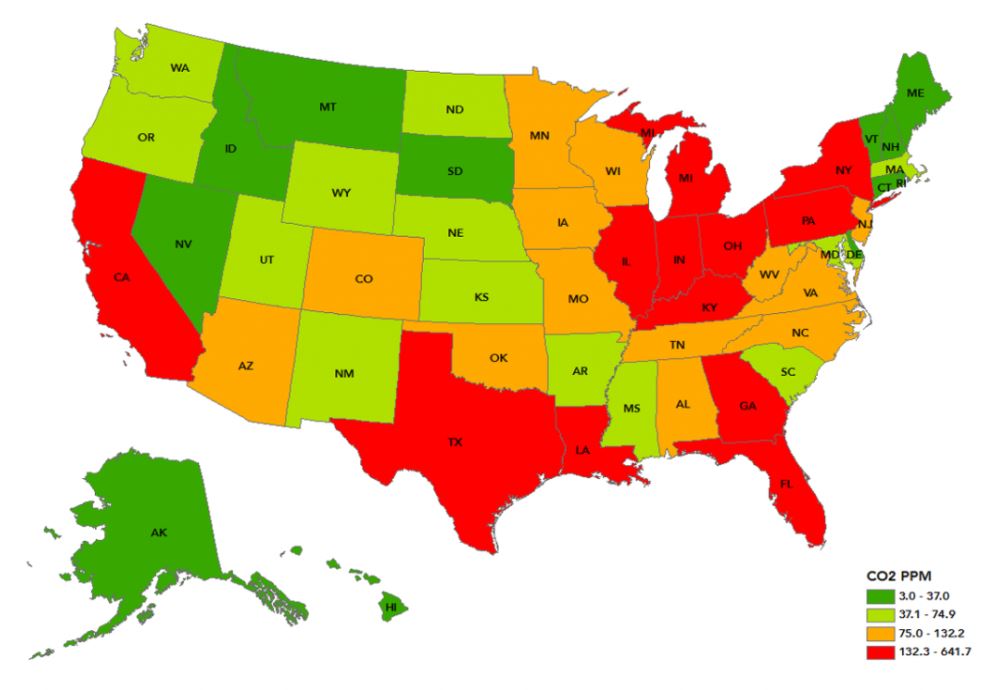 WA
MT
ND
MN
ME
OR
ID
SD
WI
MI
MI
VT
NH
NY
MA
CT
RI
WY
IA
NE
PA
NJ
NV
UT
CO
IL
IN
OH
MD
DE
CA
KS
MO
WV
VA
KY
AZ
NM
OK
AR
TN
NC
SC
MS
AL
GA
TX
LA
FL
AK
HI
CO2 PPM
3.0 - 37.0
37.1 - 74.9
75.0 - 132.2
132.3 - 641.7